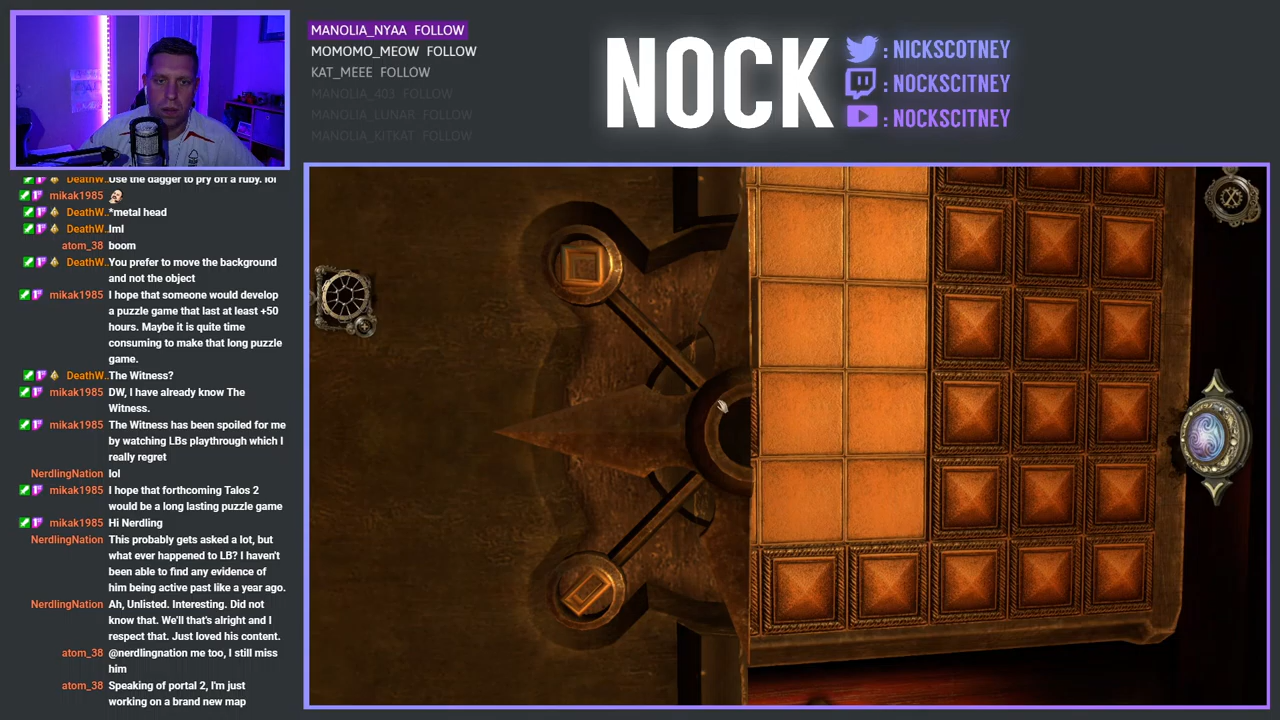 MANOLIA_NYAA FOLLOW
MOMOMO_MEOW FOLLOW
KAT_MEEE FOLLOW
MANOLIA_403 FOLLOW
MANOLIA_LUNAR FOLLOW
MANOLIA_KITKAT FOLLOW
NOCK
: NICKSCOTNEY
: NOCKSCITNEY
: NOCKSCITNEY
DeathW.. Use the dagger to pry off a ruby. lol
mikak1985
DeathW.. *metal head
DeathW.. lml
atom_38 boom
DeathW.. You prefer to move the background
and not the object
mikak1985 I hope that someone would develop
a puzzle game that last at least +50
hours. Maybe it is quite time
consuming to make that long puzzle
game.
DeathW.. The Witness?
mikak1985 DW, I have already know The
Witness.
mikak1985 The Witness has been spoiled for me
by watching LBs playthrough which I
really regret
NerdlingNation lol
mikak1985 I hope that forthcoming Talos 2
would be a long lasting puzzle game
mikak1985 Hi Nerdling
NerdlingNation This probably gets asked a lot, but
what ever happened to LB? I haven't
been able to find any evidence of
him being active past like a year ago.
NerdlingNation Ah, Unlisted. Interesting. Did not
know that. We'll that's alright and I
respect that. Just loved his content.
atom_38 @nerdlingnation me too, I still miss
him
atom_38 Speaking of portal 2, I'm just
working on a brand new map